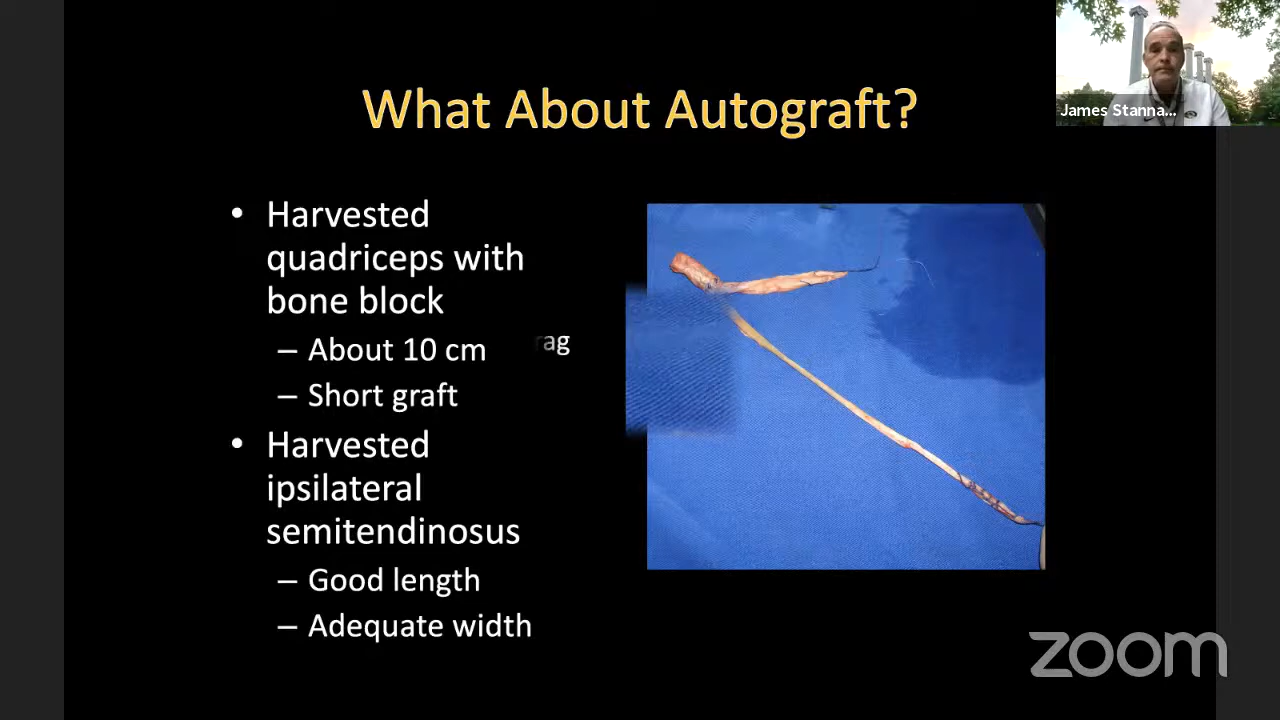 What About Autograft?
James Stanna...
• Harvested
quadriceps with
bone block
– About 10 cm
rag
– Short graft
• Harvested
ipsilateral
semitendinosus
– Good length
– Adequate width
zoom